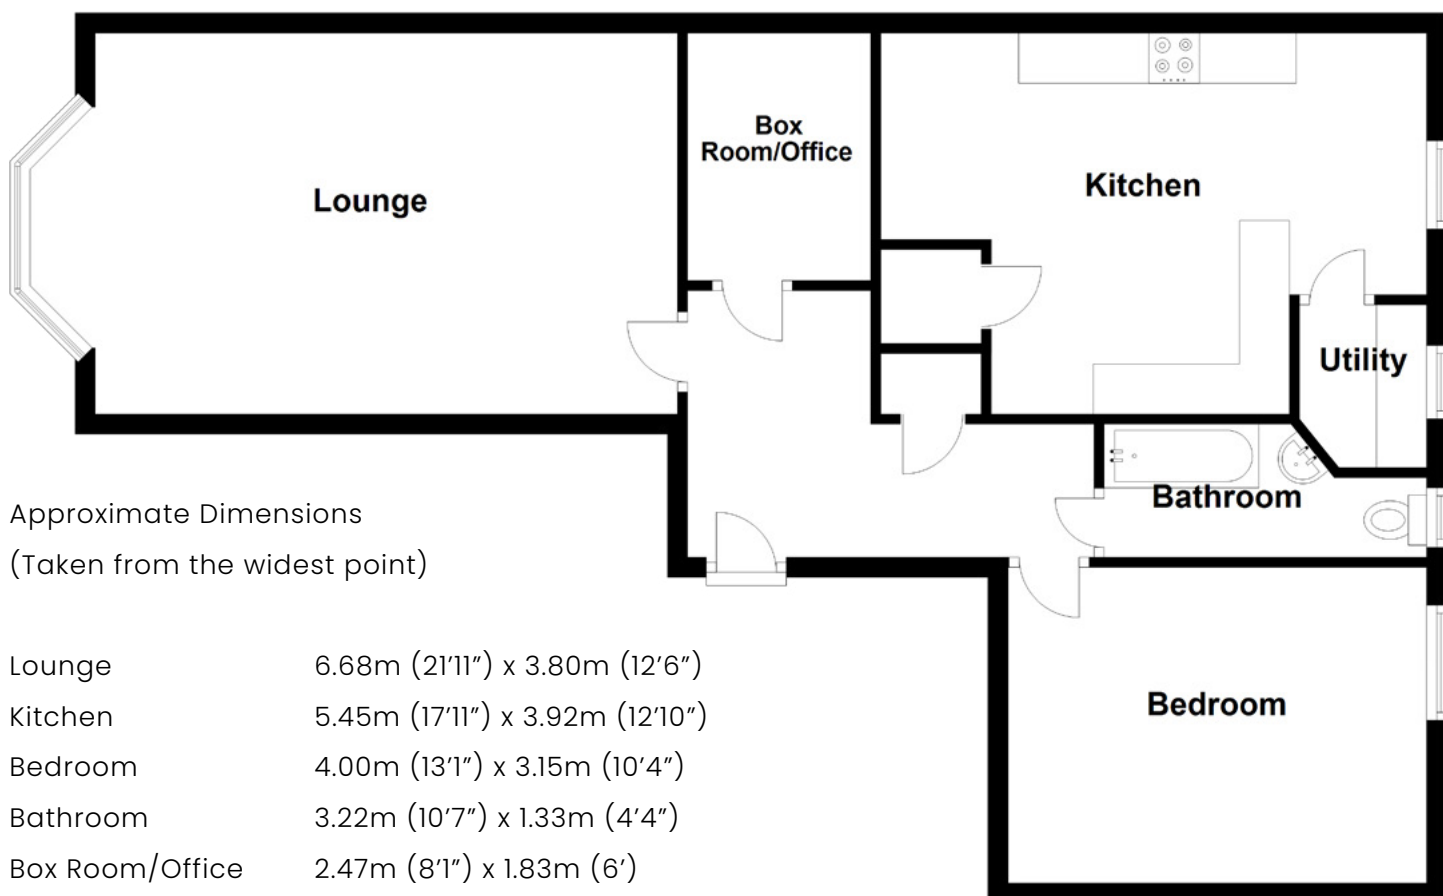 Box
Room/Office
Kitchen
Lounge
Utility
Bathroom
Bedroom
Approximate Dimensions
(Taken from the widest point)
Lounge 6.68m (21'11”) x 3.80m (12'6”)
Kitchen 5.45m (17'11”) x 3.92m (12'10”)
Bedroom 4.00m (13'1”) x 3.15m (10'4”)
Bathroom 3.22m (10'7”) x 1.33m (4'4”)
Box Room/Office 2.47m (8'1”) x 1.83m (6')